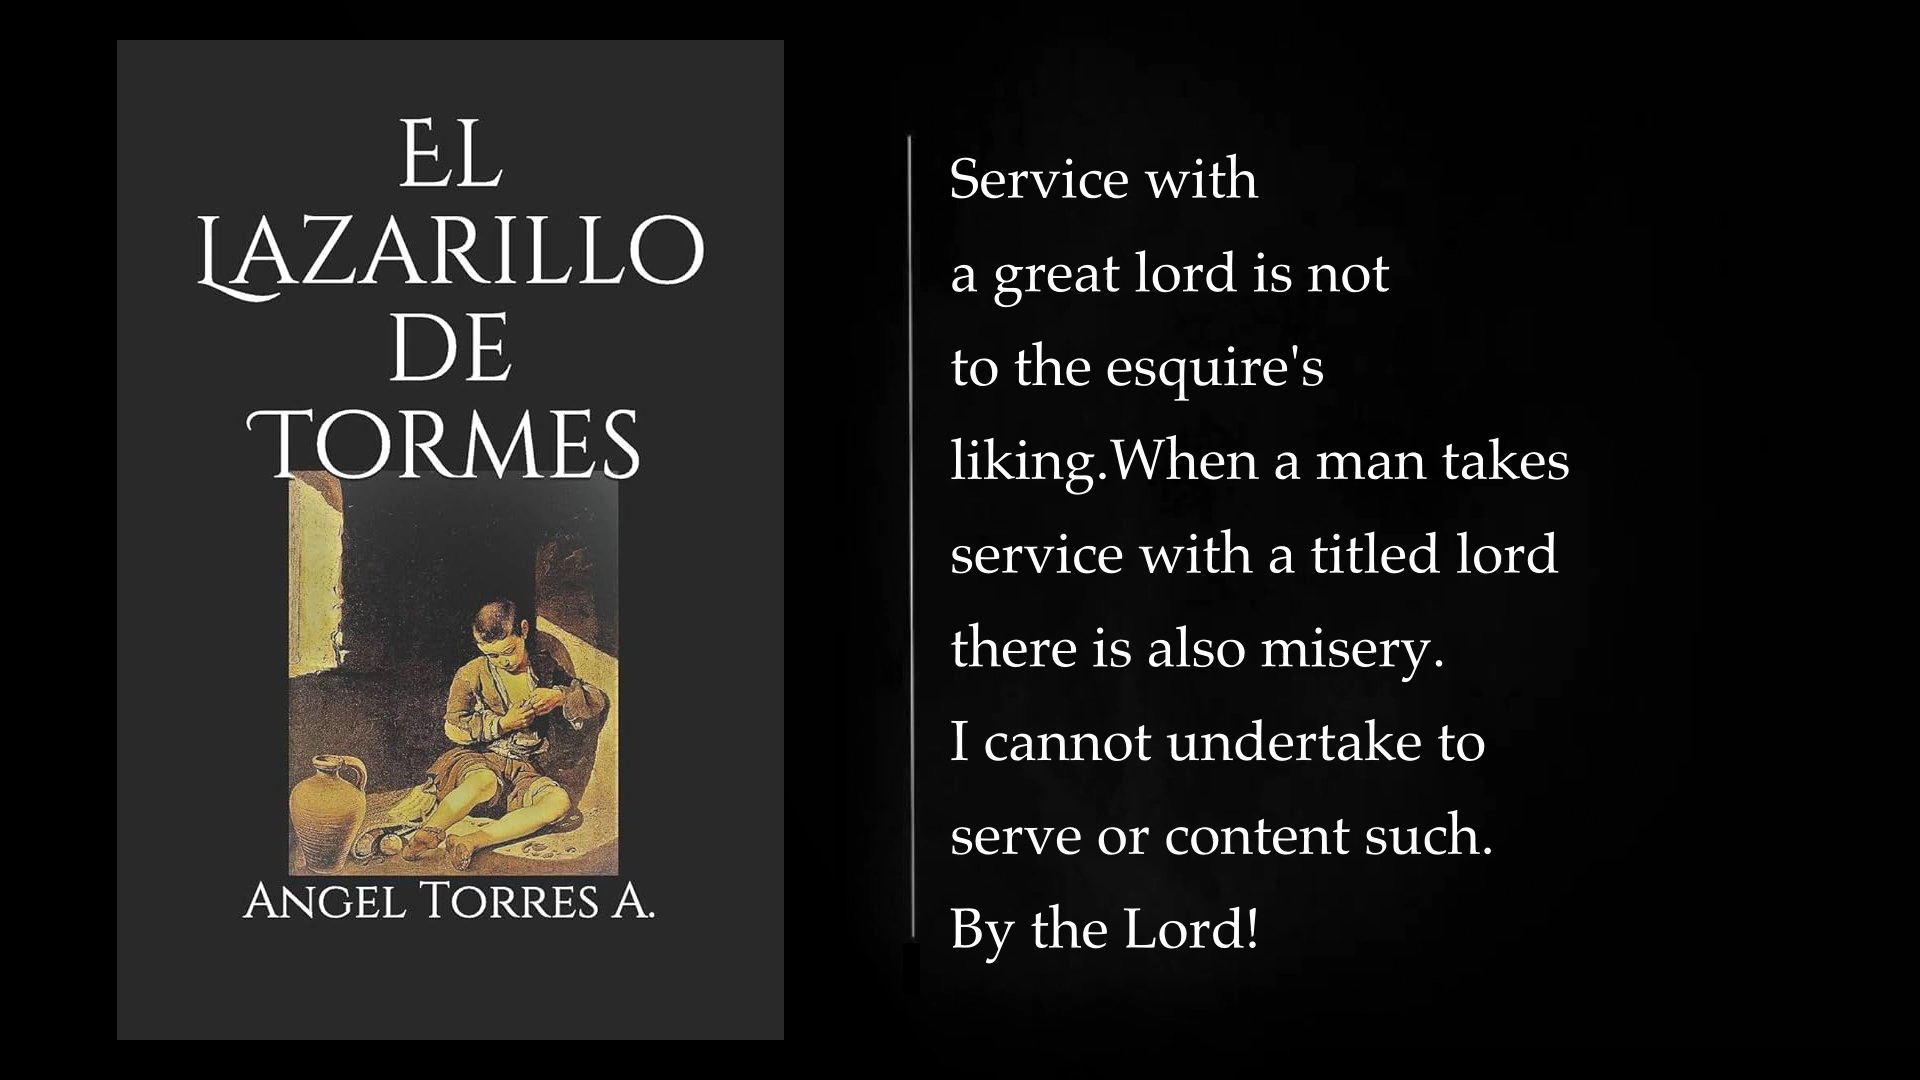 EL
LAZARILLO
DE
TORMES
ANGEL TORRES A.
Service with
a great lord is not
to the esquire's
liking.When a man takes
service with a titled lord
there is also misery.
I cannot undertake to
serve or content such.
By the Lord!